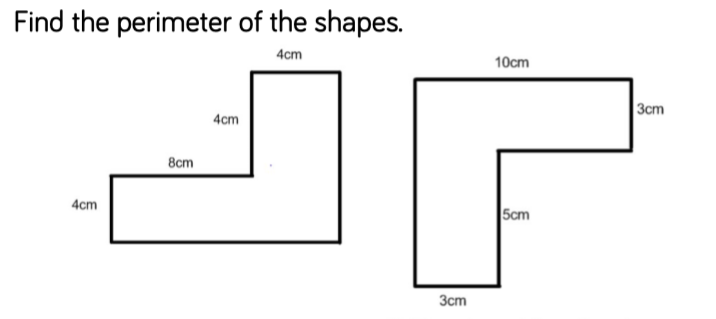 Find the perimeter of the shapes.
4cm
10cm
3cm
4cm
8cm
4cm
5cm
3cm